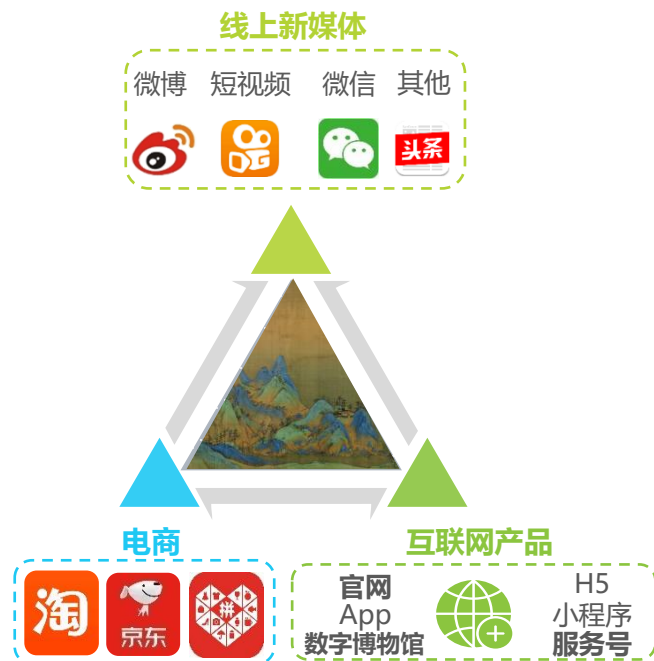 线上新媒体
微博 短视频 微信 其他
头条
电商
互联网产品
淘
京东
拼
官网
App
数字博物馆
H5
小程序
服务号